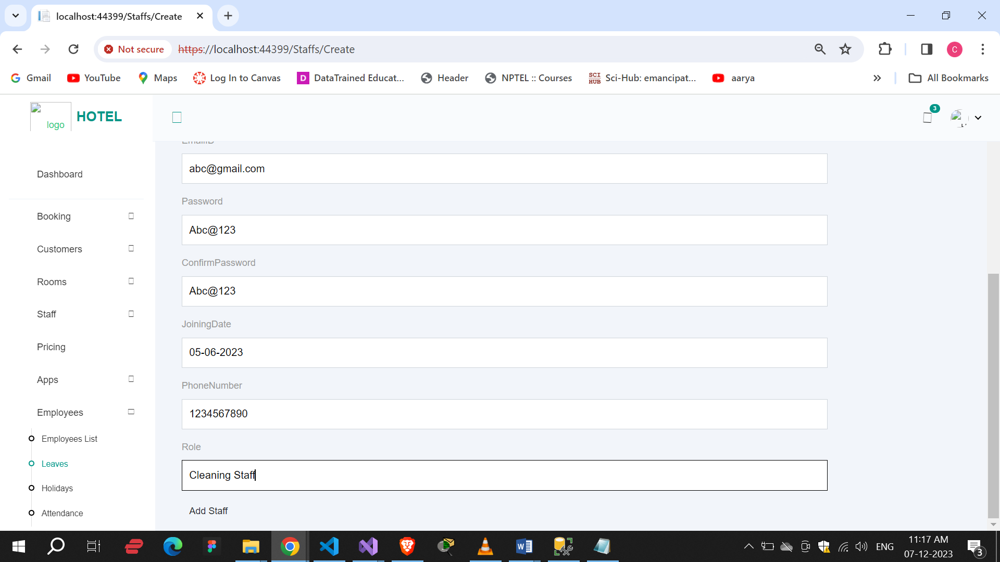 localhost:44399/Staffs/Create
Not secure
https://localhost:44399/Staffs/Create
C
Gmail
YouTube
Maps
Log In to Canvas
D
DataTrained Educat...
Header
NPTEL :: Courses
SCI HUB
Sci-Hub: emancipat...
aarya
»
All Bookmarks
logo
HOTEL
3
Dashboard
Booking
Customers
Rooms
Staff
Pricing
Apps
Employees
Employees List
Leaves
Holidays
Attendance
EmailID
abc@gmail.com
Password
Abc@123
ConfirmPassword
Abc@123
JoiningDate
05-06-2023
PhoneNumber
1234567890
Role
Cleaning Staff
Add Staff
ENG
11:17 AM
07-12-2023
3